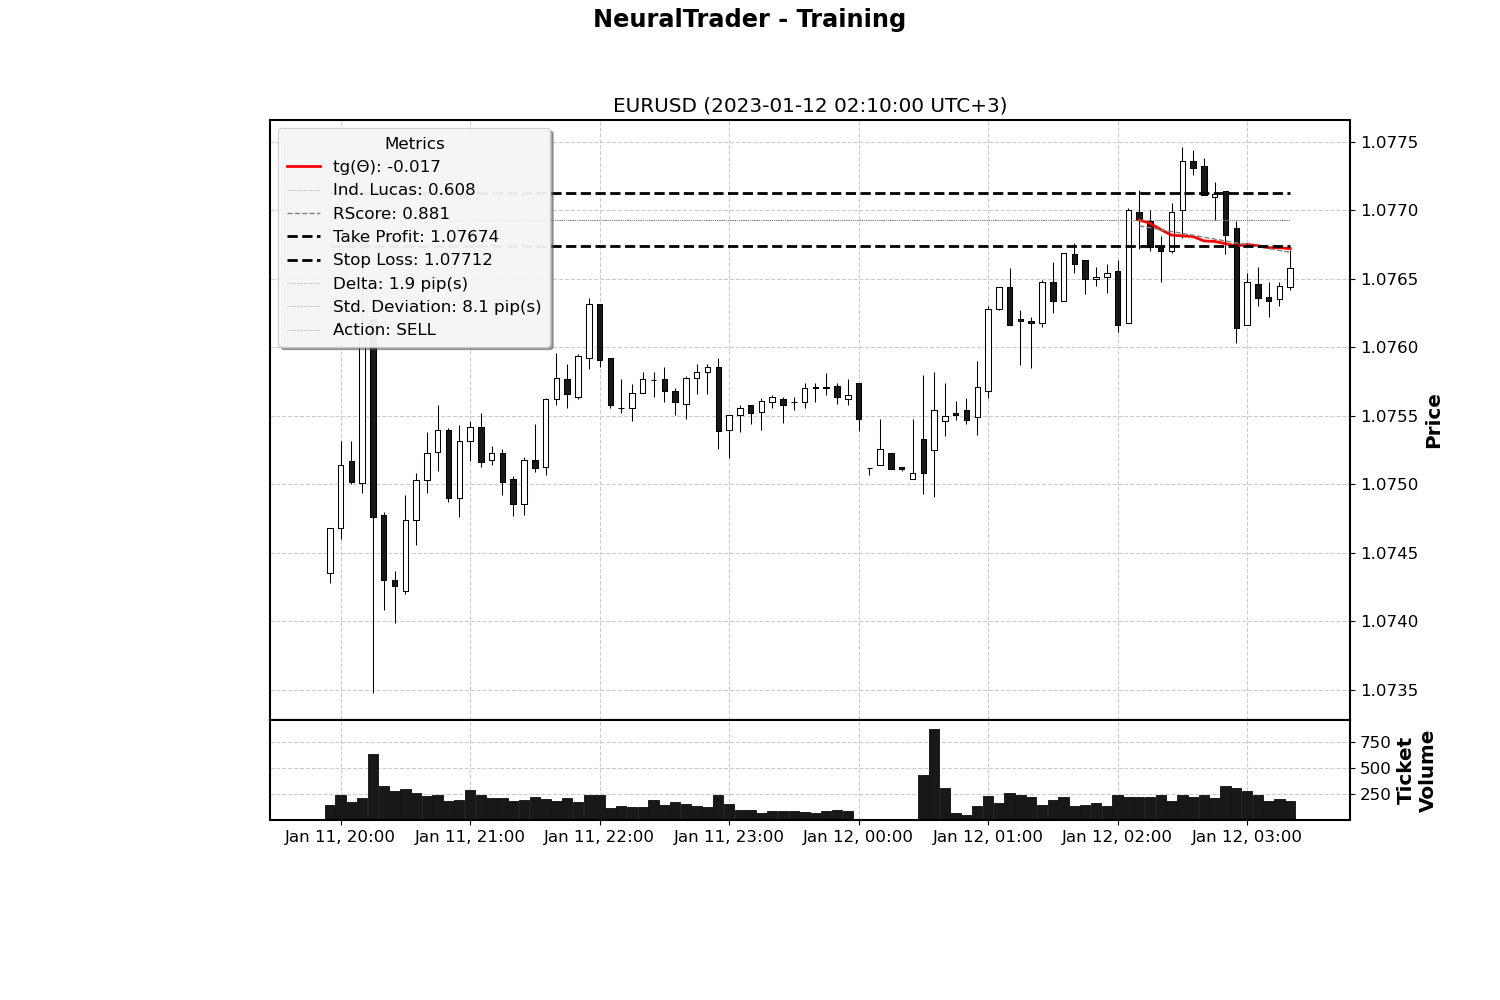 NeuralTrader - Training
EURUSD (2023-01-12 02:10:00 UTC+3)
Metrics
tg(Θ): -0.017
Ind. Lucas: 0.608
RScore: 0.881
Take Profit: 1.07674
Stop Loss: 1.07712
Delta: 1.9 pip(s)
Std. Deviation: 8.1 pip(s)
Action: SELL
1.0775
1.0770
1.0765
1.0760
1.0755
1.0750
1.0745
1.0740
1.0735
Price
750
500
250
Ticket
Volume
Jan 11, 20:00
Jan 11, 21:00
Jan 11, 22:00
Jan 11, 23:00
Jan 12, 00:00
Jan 12, 01:00
Jan 12, 02:00
Jan 12, 03:00